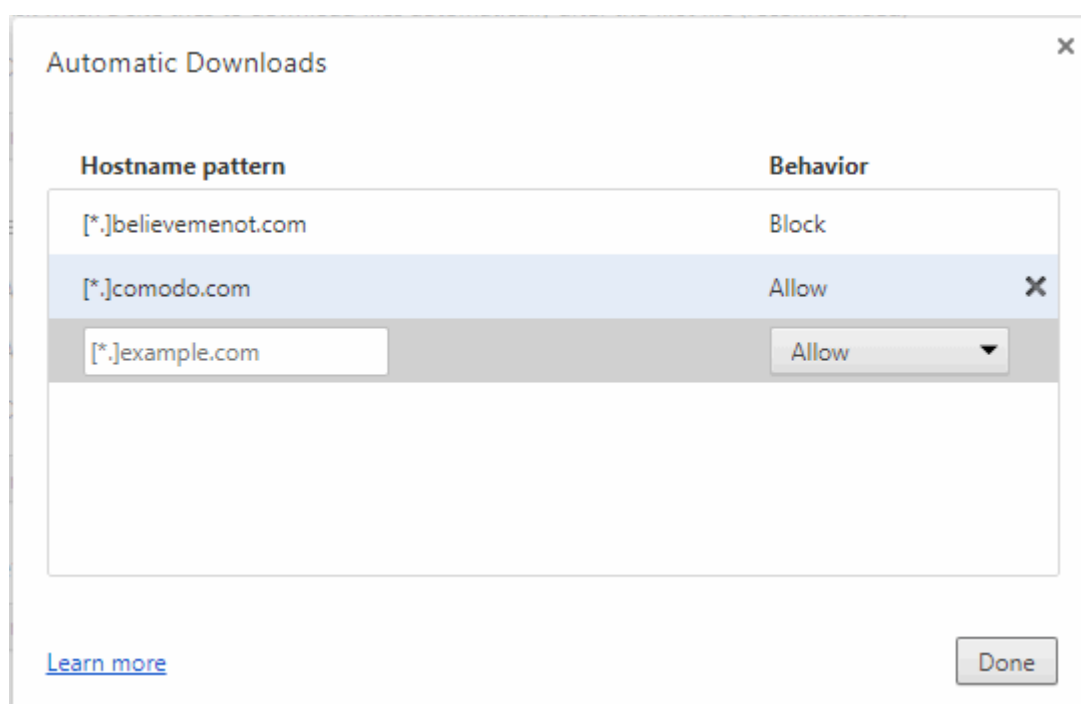 Automatic Downloads
Hostname pattern Behavior
[*.]believemenot.com Block
[*.]comodo.com Allow
[*.]example.com Allow
Learn more Done